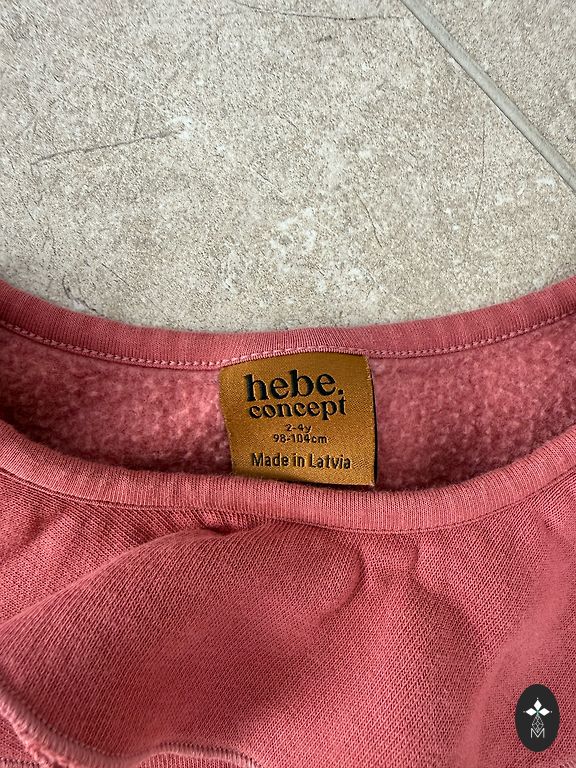 hebe.
concept
2-4y
98-104cm
Made in Latvia
M